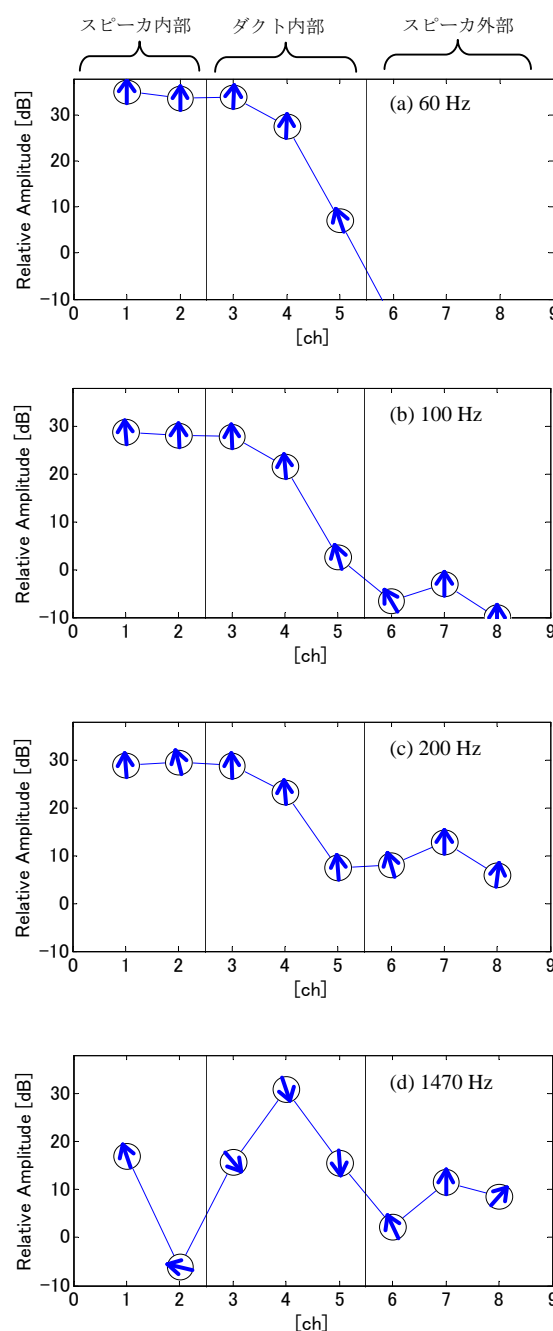 スピーカ内部 ダクト内部 スピーカ外部
(a) 60 Hz
Relative Amplitude [dB]
30
20
10
0
−10
0 1 2 3 4 5 6 7 8 9
[ch]
(b) 100 Hz
Relative Amplitude [dB]
30
20
10
0
−10
0 1 2 3 4 5 6 7 8 9
[ch]
(c) 200 Hz
Relative Amplitude [dB]
30
20
10
0
−10
0 1 2 3 4 5 6 7 8 9
[ch]
(d) 1470 Hz
Relative Amplitude [dB]
30
20
10
0
−10
0 1 2 3 4 5 6 7 8 9
[ch]